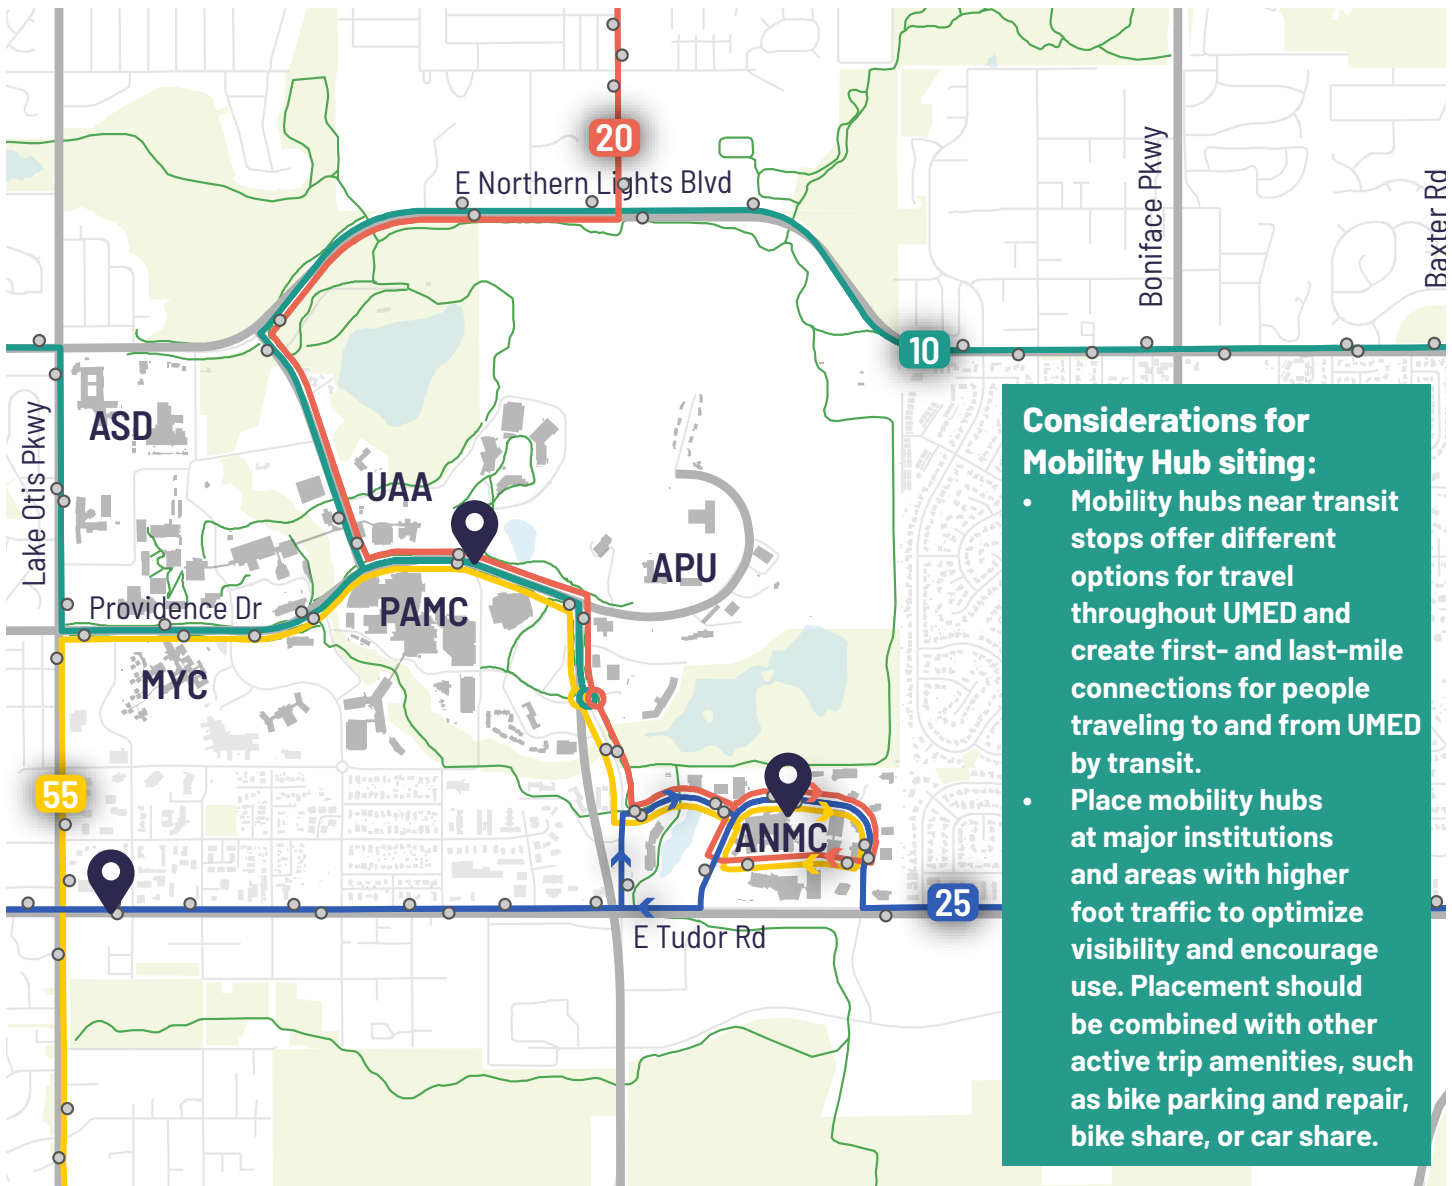 20
E Northern Lights Blvd
Boniface Pkwy
Baxter Rd
10
ASD
Lake Otis Pkwy
UAA
APU
Providence Dr
PAMC
MYC
55
ANMC
25
E Tudor Rd
Considerations for
Mobility Hub siting:
• Mobility hubs near transit
stops offer different
options for travel
throughout UMED and
create first- and last-mile
connections for people
traveling to and from UMED
by transit.
• Place mobility hubs
at major institutions
and areas with higher
foot traffic to optimize
visibility and encourage
use. Placement should
be combined with other
active trip amenities, such
as bike parking and repair,
bike share, or car share.